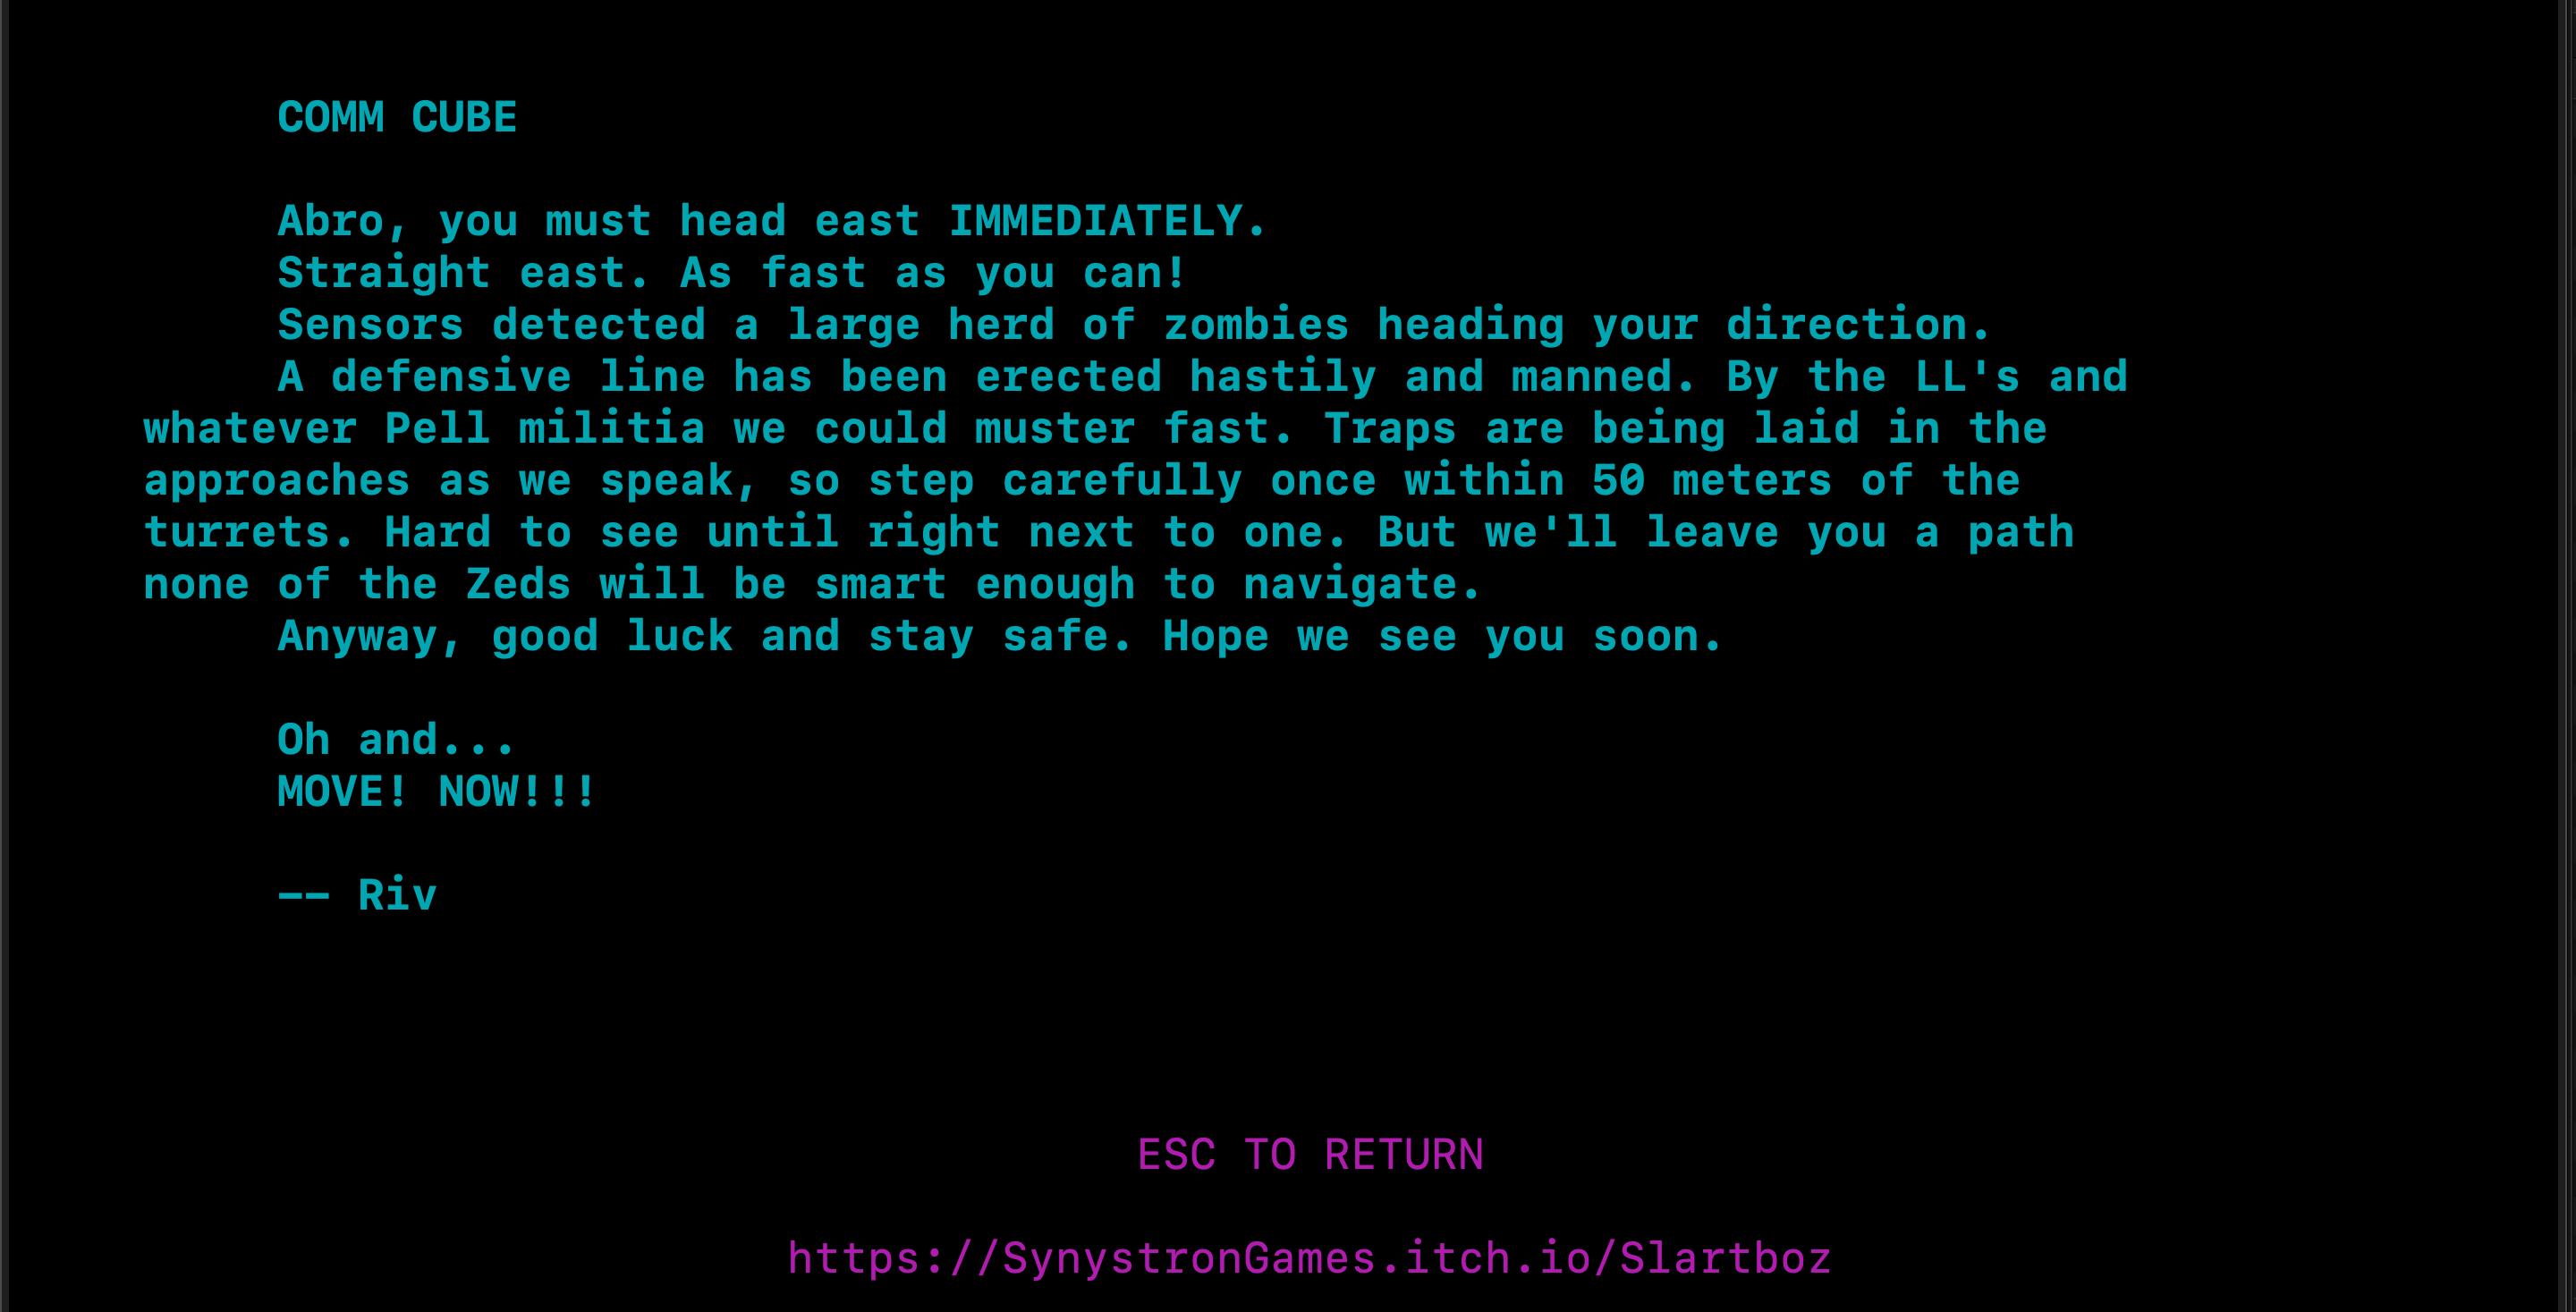 COMM CUBE
Abro, you must head east IMMEDIATELY.
Straight east. As fast as you can!
Sensors detected a large herd of zombies heading your direction.
A defensive line has been erected hastily and manned. By the LL's and
whatever Pell militia we could muster fast. Traps are being laid in the
approaches as we speak, so step carefully once within 50 meters of the
turrets. Hard to see until right next to one. But we'll leave you a path
none of the Zeds will be smart enough to navigate.
Anyway, good luck and stay safe. Hope we see you soon.
Oh and...
MOVE! NOW!!!
-- Riv
ESC TO RETURN
https://SynystronGames.itch.io/Slartboz